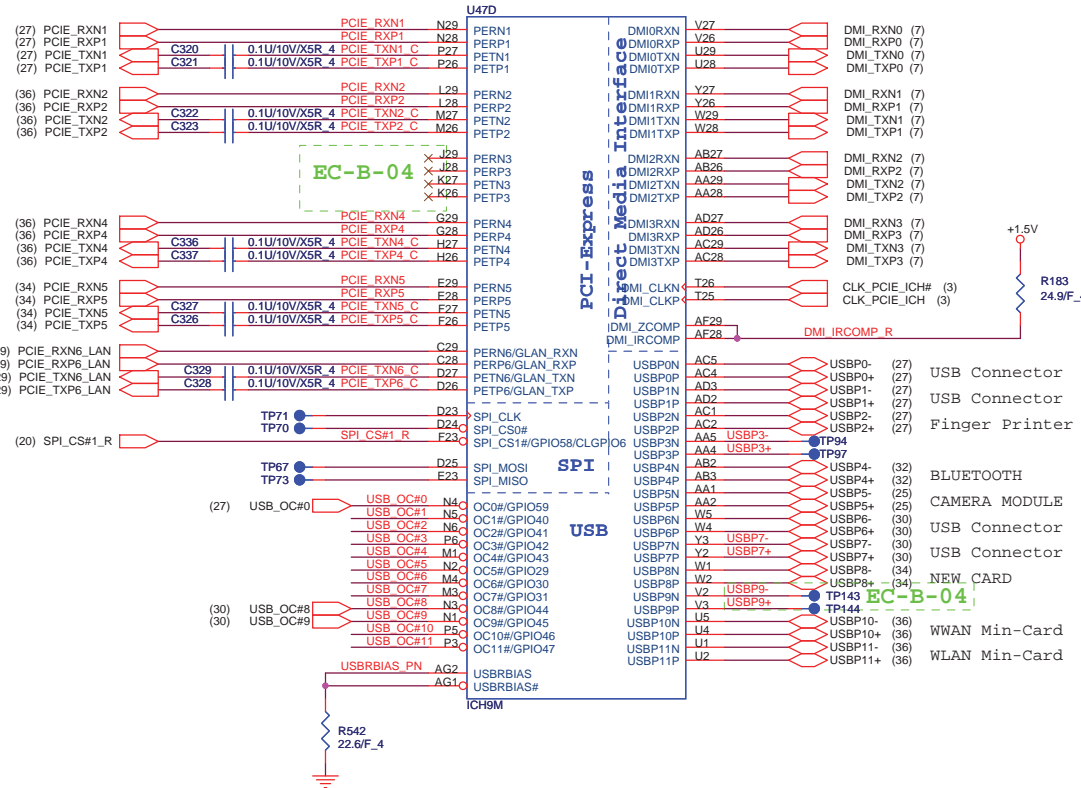 U47D
(27) PCIE_RXN1 PCIE_RXN1 N29 PERN1
(27) PCIE_RXP1 PCIE_RXP1 N28 PERP1
(27) PCIE_TXN1 C320 0.1U/10V/X5R_4 PCIE_TXN1_C P27 PETN1
(27) PCIE_TXP1 C321 0.1U/10V/X5R_4 PCIE_TXP1_C P26 PETP1
(36) PCIE_RXN2 PCIE_RXN2 L29 PERN2
(36) PCIE_RXP2 PCIE_RXP2 L28 PERP2
(36) PCIE_TXN2 C322 0.1U/10V/X5R_4 PCIE_TXN2_C M27 PETN2
(36) PCIE_TXP2 C323 0.1U/10V/X5R_4 PCIE_TXP2_C M26 PETP2
EC-B-04
J29 PERN3
J28 PERP3
K27 PETN3
K26 PETP3
(36) PCIE_RXN4 PCIE_RXN4 G29 PERN4
(36) PCIE_RXP4 PCIE_RXP4 G28 PERP4
(36) PCIE_TXN4 C336 0.1U/10V/X5R_4 PCIE_TXN4_C H27 PETN4
(36) PCIE_TXP4 C337 0.1U/10V/X5R_4 PCIE_TXP4_C H26 PETP4
(34) PCIE_RXN5 PCIE_RXN5 E29 PERN5
(34) PCIE_RXP5 PCIE_RXP5 E28 PERP5
(34) PCIE_TXN5 C327 0.1U/10V/X5R_4 PCIE_TXN5_C F27 PETN5
(34) PCIE_TXP5 C326 0.1U/10V/X5R_4 PCIE_TXP5_C F26 PETP5
9) PCIE_RXN6_LAN C29 PERN6/GLAN_RXN
9) PCIE_RXP6_LAN C28 PERP6/GLAN_RXP
9) PCIE_TXN6_LAN C329 0.1U/10V/X5R_4 PCIE_TXN6_C D27 PETN6/GLAN_TXN
29) PCIE_TXP6_LAN C328 0.1U/10V/X5R_4 PCIE_TXP6_C D26 PETP6/GLAN_TXP
TP71 D23 SPI_CLK
TP70 D24 SPI_CS0#
(20) SPI_CS#1_R SPI_CS#1_R F23 SPI_CS1#/GPIO58/CLGPIO6
TP67 D25 SPI_MOSI
TP73 E23 SPI_MISO
SPI
(27) USB_OC#0 USB_OC#0 N4 OC0#/GPIO59
USB_OC#1 N5 OC1#/GPIO40
USB_OC#2 N6 OC2#/GPIO41
USB_OC#3 P6 OC3#/GPIO42
USB_OC#4 M1 OC4#/GPIO43
USB_OC#5 N2 OC5#/GPIO29
USB_OC#6 M4 OC6#/GPIO30
USB_OC#7 M3 OC7#/GPIO31
(30) USB_OC#8 USB_OC#8 N3 OC8#/GPIO44
(30) USB_OC#9 USB_OC#9 N1 OC9#/GPIO45
USB_OC#10 P5 OC10#/GPIO46
USB_OC#11 P3 OC11#/GPIO47
USB
USBRBIAS_PN AG2 USBRBIAS
AG1 USBRBIAS#
ICH9M
R542
22.6/F_4
PCI-Express
Direct Media Interface
DMI0RXN V27 DMI_RXN0 (7)
DMI0RXP V26 DMI_RXP0 (7)
DMI0TXN U29 DMI_TXN0 (7)
DMI0TXP U28 DMI_TXP0 (7)
DMI1RXN Y27 DMI_RXN1 (7)
DMI1RXP Y26 DMI_RXP1 (7)
DMI1TXN W29 DMI_TXN1 (7)
DMI1TXP W28 DMI_TXP1 (7)
DMI2RXN AB27 DMI_RXN2 (7)
DMI2RXP AB26 DMI_RXP2 (7)
DMI2TXN AA29 DMI_TXN2 (7)
DMI2TXP AA28 DMI_TXP2 (7)
DMI3RXN AD27 DMI_RXN3 (7)
DMI3RXP AD26 DMI_RXP3 (7)
DMI3TXN AC29 DMI_TXN3 (7)
DMI3TXP AC28 DMI_TXP3 (7)
DMI_CLKN T26 CLK_PCIE_ICH# (3)
DMI_CLKP T25 CLK_PCIE_ICH (3)
DMI_ZCOMP AF29
DMI_IRCOMP AF28 DMI_IRCOMP_R
+1.5V
R183
24.9/F_4
USBP0N AC5 USBP0- (27)
USBP0P AC4 USBP0+ (27) USB Connector
USBP1N AD3 USBP1- (27)
USBP1P AD2 USBP1+ (27) USB Connector
USBP2N AC1 USBP2- (27)
USBP2P AC2 USBP2+ (27) Finger Printer
USBP3N AA5 USBP3- TP94
USBP3P AA4 USBP3+ TP97
USBP4N AB2 USBP4- (32)
USBP4P AB3 USBP4+ (32) BLUETOOTH
USBP5N AA1 USBP5- (25)
USBP5P AA2 USBP5+ (25) CAMERA MODULE
USBP6N W5 USBP6- (30)
USBP6P W4 USBP6+ (30) USB Connector
USBP7N Y3 USBP7- USBP7- (30)
USBP7P Y2 USBP7+ USBP7+ (30) USB Connector
USBP8N W1 USBP8- (34)
USBP8P W2 USBP8+ (34) NEW CARD
USBP9N V2 USBP9- TP143 EC-B-04
USBP9P V3 USBP9+ TP144
USBP10N U5 USBP10- (36)
USBP10P U4 USBP10+ (36) WWAN Min-Card
USBP11N U1 USBP11- (36)
USBP11P U2 USBP11+ (36) WLAN Min-Card